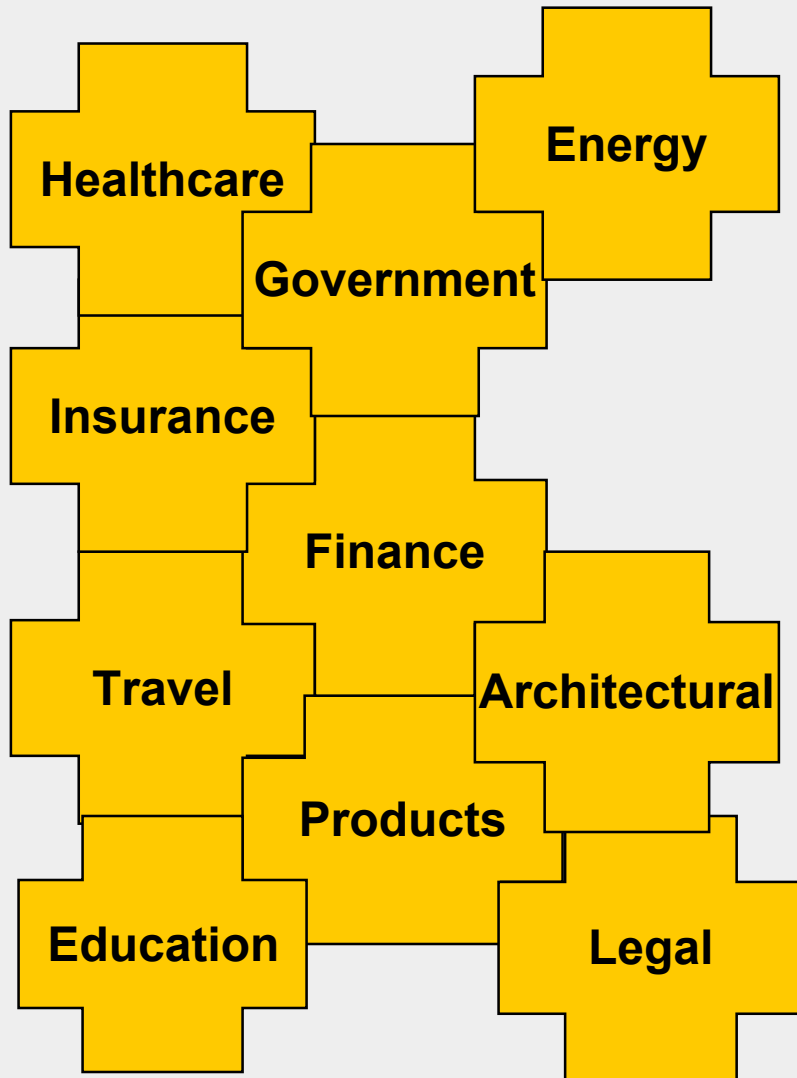 Energy
Healthcare
Government
Insurance
Finance
Travel
Architectural
Products
Education
Legal